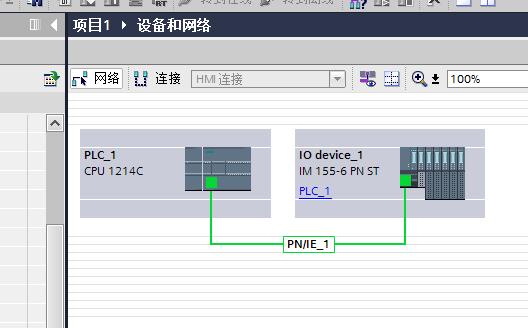 项目1 ▸ 设备和网络
网络 连接 HMI 连接 100%
PLC_1
CPU 1214C
IO device_1
IM 155-6 PN ST
PLC_1
PN/IE_1